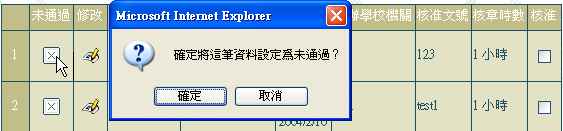 未通過 修改 辦學校機關 核准文號 核章時數 核准
Microsoft Internet Explorer
確定將這筆資料設定為未通過？
確定 取消
1 123 1 小時
2 test1 1 小時
2004/2/10